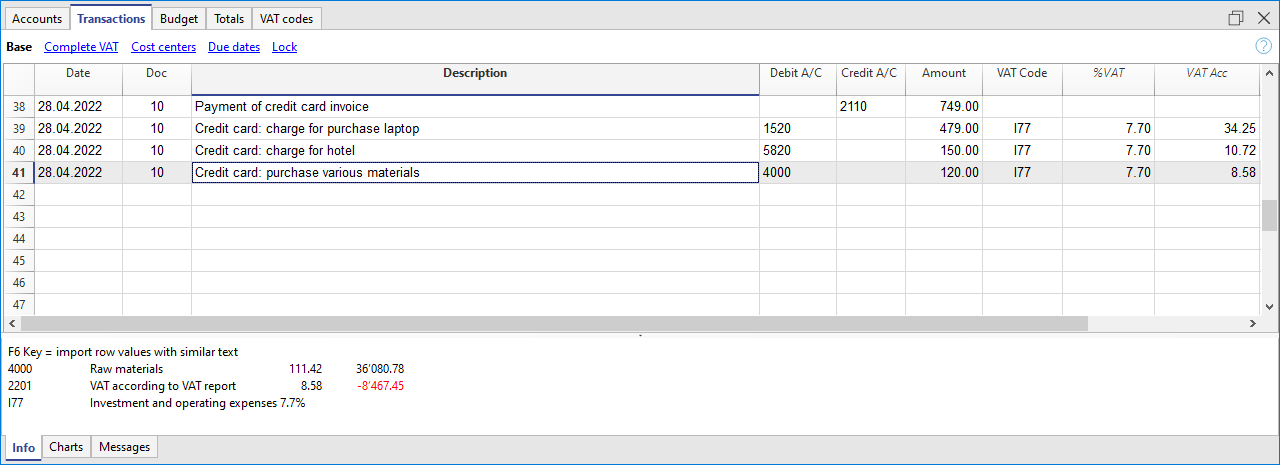 Accounts Transactions Budget Totals VAT codes
Base Complete VAT Cost centers Due dates Lock ?
Date Doc Description Debit A/C Credit A/C Amount VAT Code %VAT VAT Acc
38 28.04.2022 10 Payment of credit card invoice 2110 749.00
39 28.04.2022 10 Credit card: charge for purchase laptop 1520 479.00 I77 7.70 34.25
40 28.04.2022 10 Credit card: charge for hotel 5820 150.00 I77 7.70 10.72
41 28.04.2022 10 Credit card: purchase various materials 4000 120.00 I77 7.70 8.58
42
43
44
45
46
47
F6 Key = import row values with similar text
4000 Raw materials 111.42 36'080.78
2201 VAT according to VAT report 8.58 -8'467.45
I77 Investment and operating expenses 7.7%
Info Charts Messages